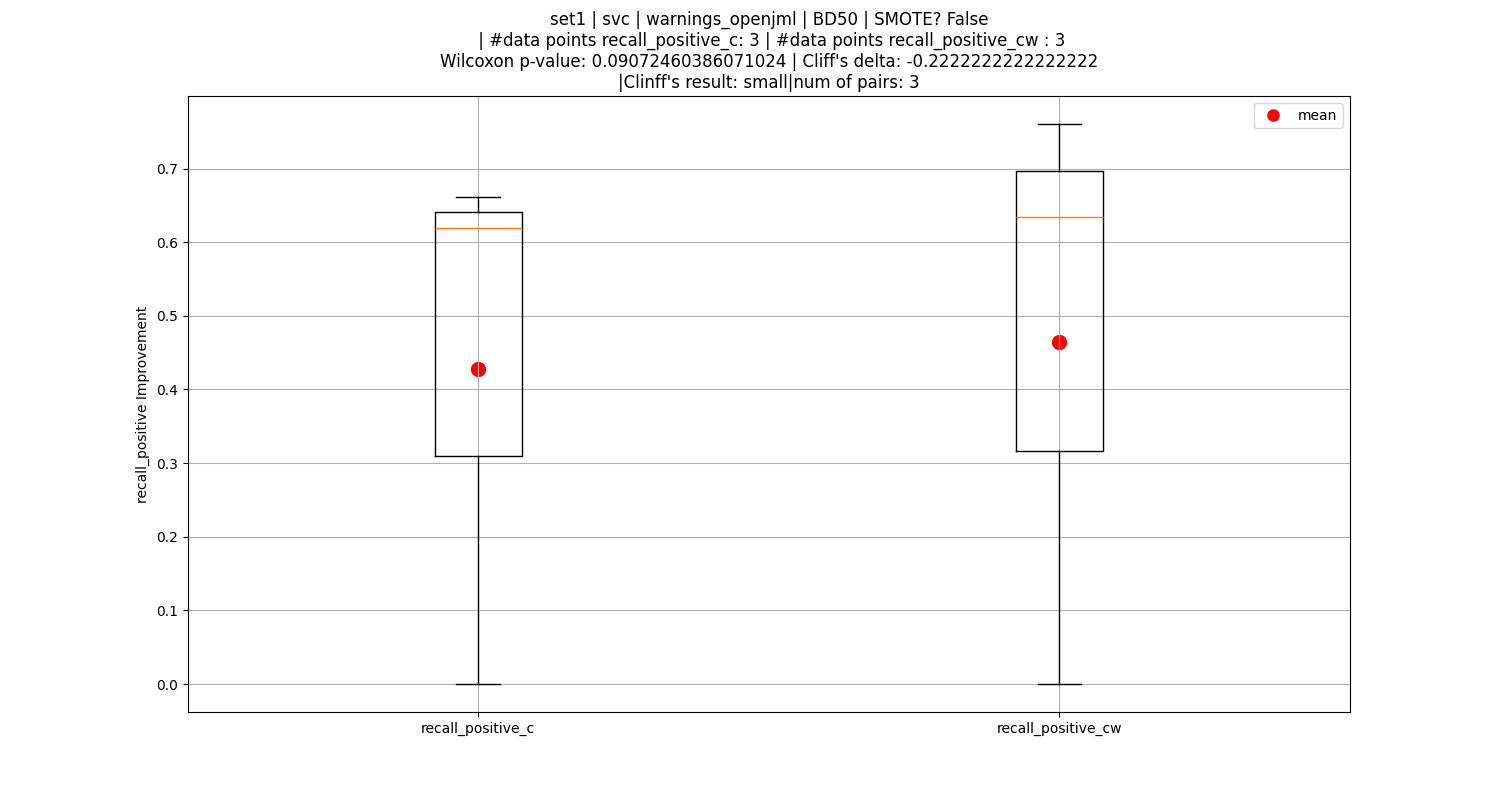 set1 | svc | warnings_openjml | BD50 | SMOTE? False
| #data points recall_positive_c: 3 | #data points recall_positive_cw : 3
Wilcoxon p-value: 0.09072460386071024 | Cliff's delta: -0.2222222222222222
|Clinff's result: small|num of pairs: 3
mean
0.7
0.6
0.5
0.4
0.3
0.2
0.1
0.0
recall_positive Improvement
recall_positive_c
recall_positive_cw